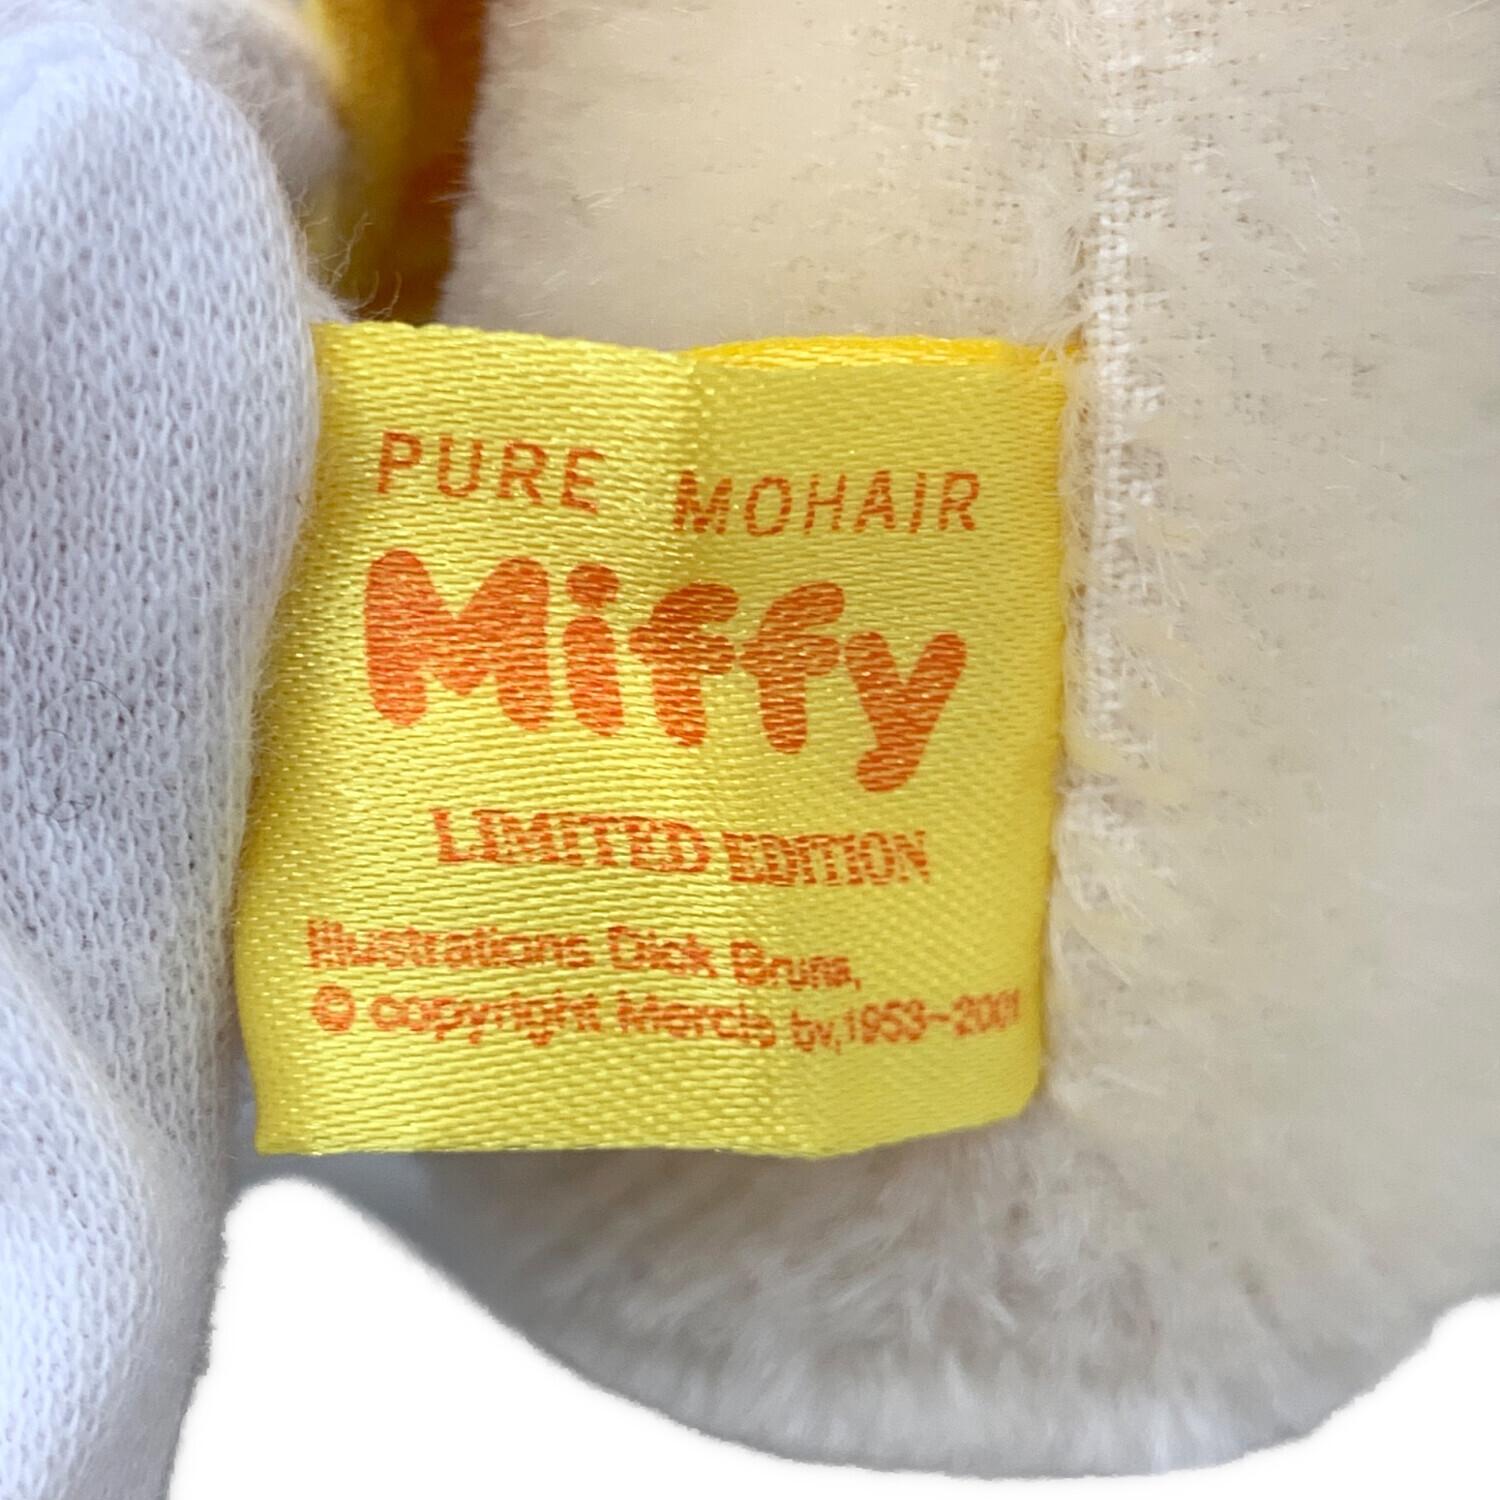 PURE MOHAIR
Miffy
LIMITED EDITION
Illustrations Dick Bruna,
© copyright Mercis bv,1953~2001